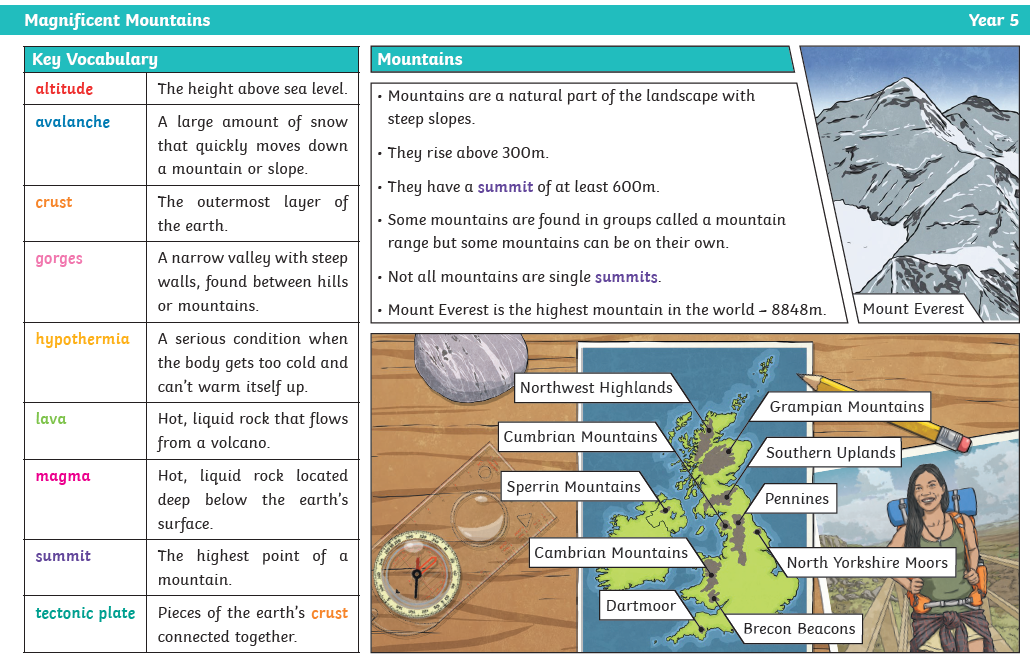 Magnificent Mountains
Year 5
Key Vocabulary
altitude
The height above sea level.
avalanche
A large amount of snow
that quickly moves down
a mountain or slope.
crust
The outermost layer of
the earth.
gorges
A narrow valley with steep
walls, found between hills
or mountains.
hypothermia
A serious condition when
the body gets too cold and
can't warm itself up.
lava
Hot, liquid rock that flows
from a volcano.
magma
Hot, liquid rock located
deep below the earth's
surface.
summit
The highest point of a
mountain.
tectonic plate
Pieces of the earth's crust
connected together.
Mountains
• Mountains are a natural part of the landscape with
steep slopes.
• They rise above 300m.
• They have a summit of at least 600m.
• Some mountains are found in groups called a mountain
range but some mountains can be on their own.
• Not all mountains are single summits.
• Mount Everest is the highest mountain in the world – 8848m.
Mount Everest
Northwest Highlands
Grampian Mountains
Cumbrian Mountains
Southern Uplands
Sperrin Mountains
Pennines
Cambrian Mountains
North Yorkshire Moors
Dartmoor
Brecon Beacons